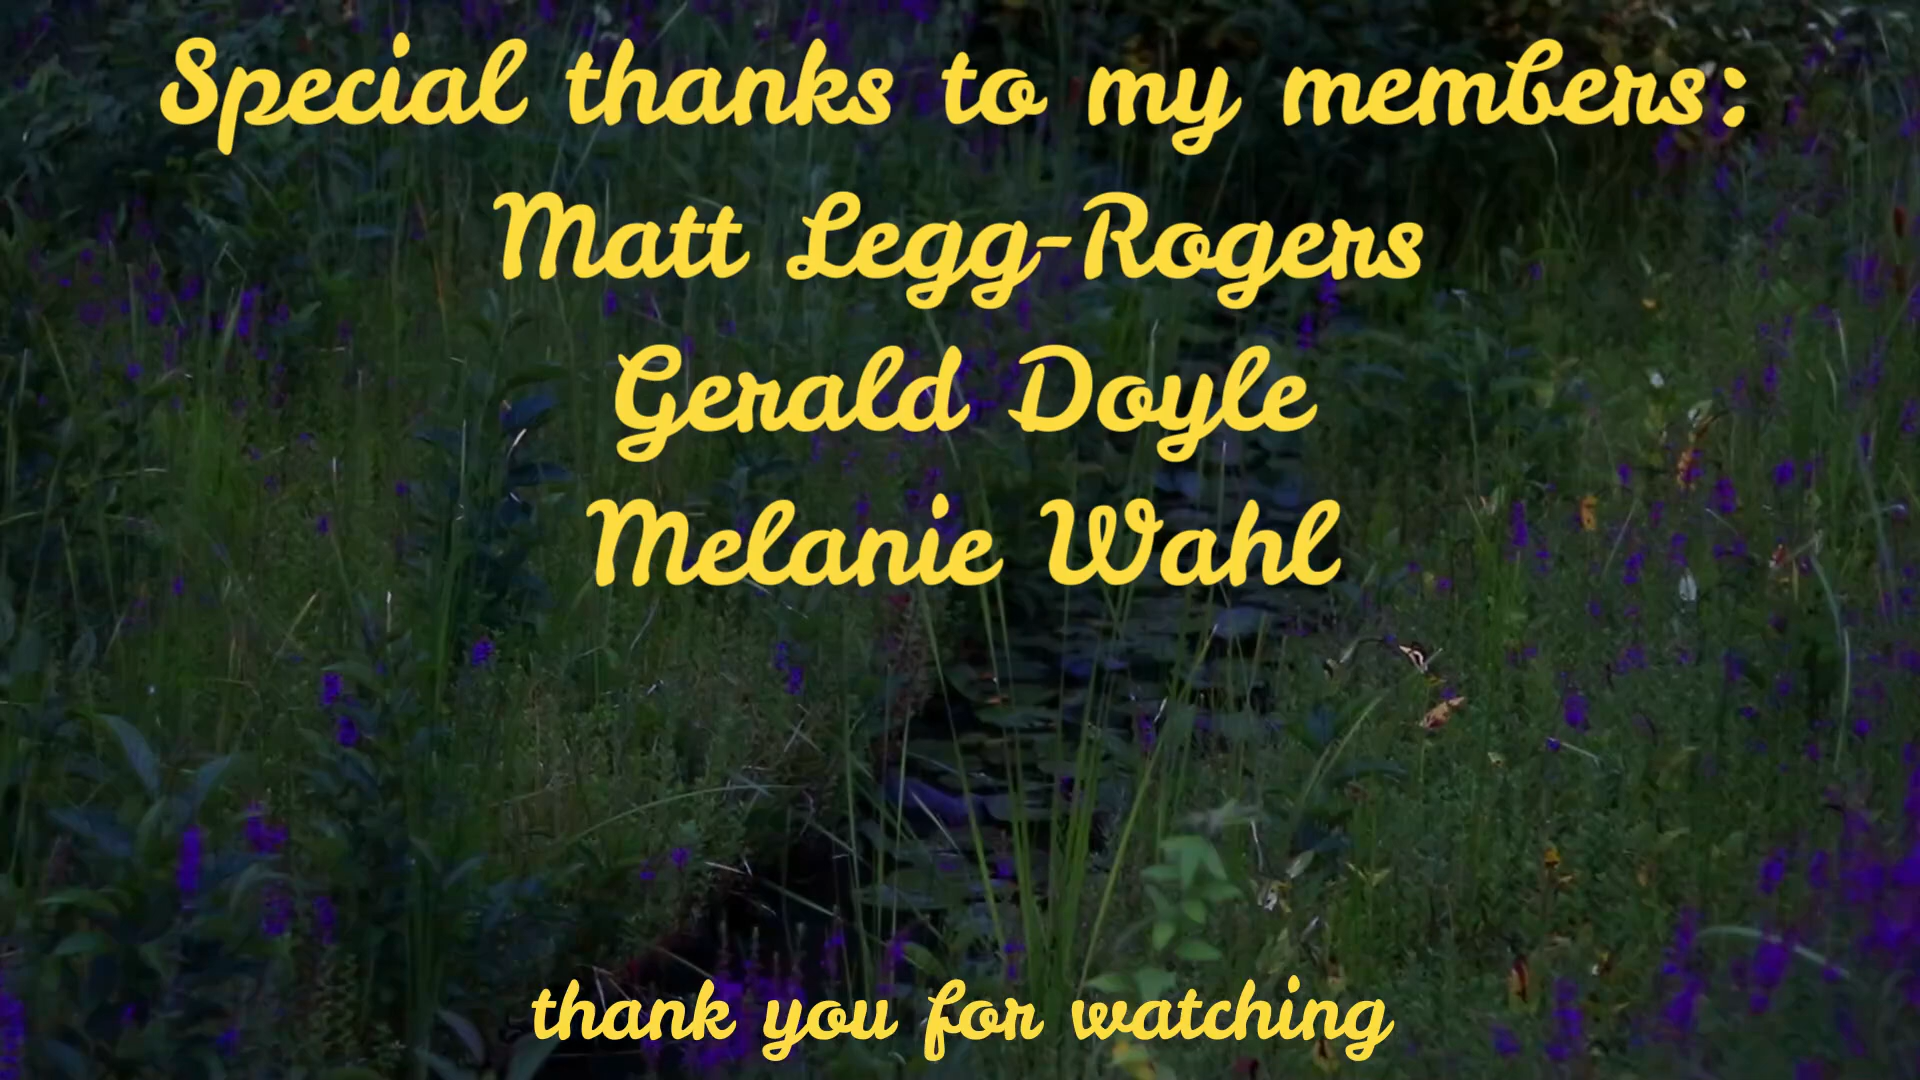 Special thanks to my members:
Matt Legg-Rogers
Gerald Doyle
Melanie Wahl
thank you for watching